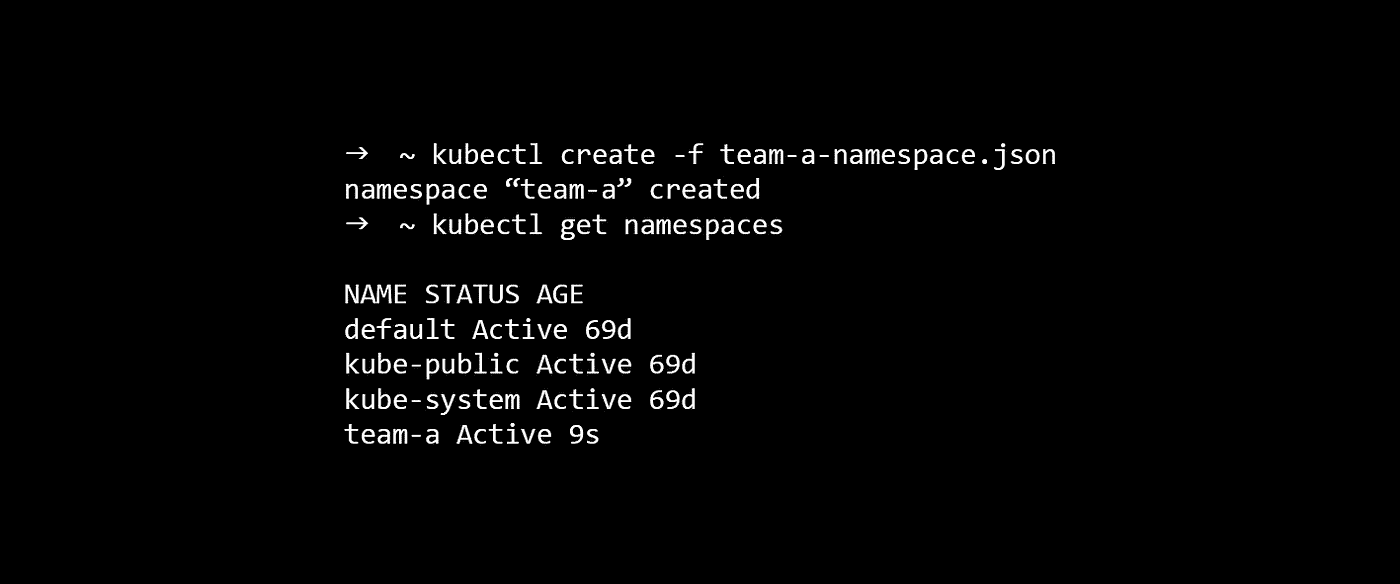 → ~ kubectl create -f team-a-namespace.json
namespace “team-a” created
→ ~ kubectl get namespaces
NAME STATUS AGE
default Active 69d
kube-public Active 69d
kube-system Active 69d
team-a Active 9s